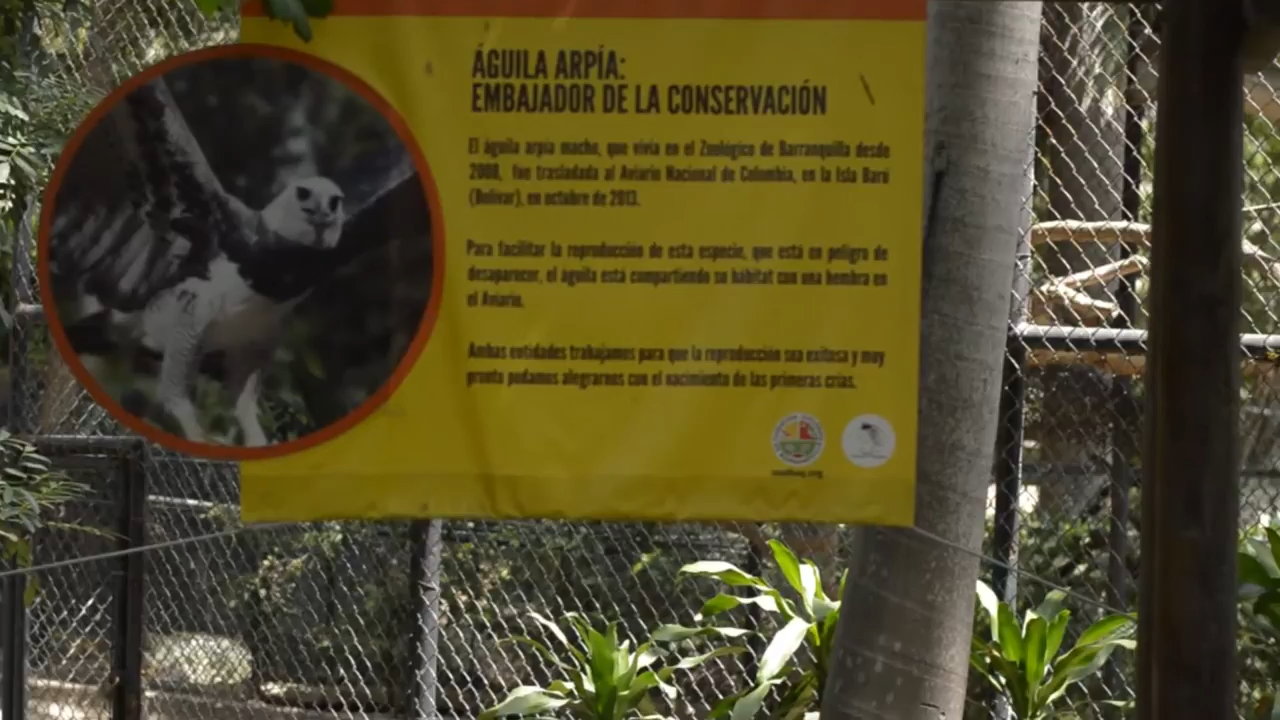 ÁGUILA ARPÍA:
EMBAJADOR DE LA CONSERVACIÓN
El águila arpía macho, que vivía en el Zoológico de Barranquilla desde
2008, fue trasladada al Aviario Nacional de Colombia, en la Isla Barú
(Bolívar), en octubre de 2013.
Para facilitar la reproducción de esta especie, que está en peligro de
desaparecer, el águila está compartiendo su hábitat con una hembra en
el Aviario.
Ambas entidades trabajamos para que la reproducción sea exitosa y muy
pronto podamos alegrarnos con el nacimiento de las primeras crías.